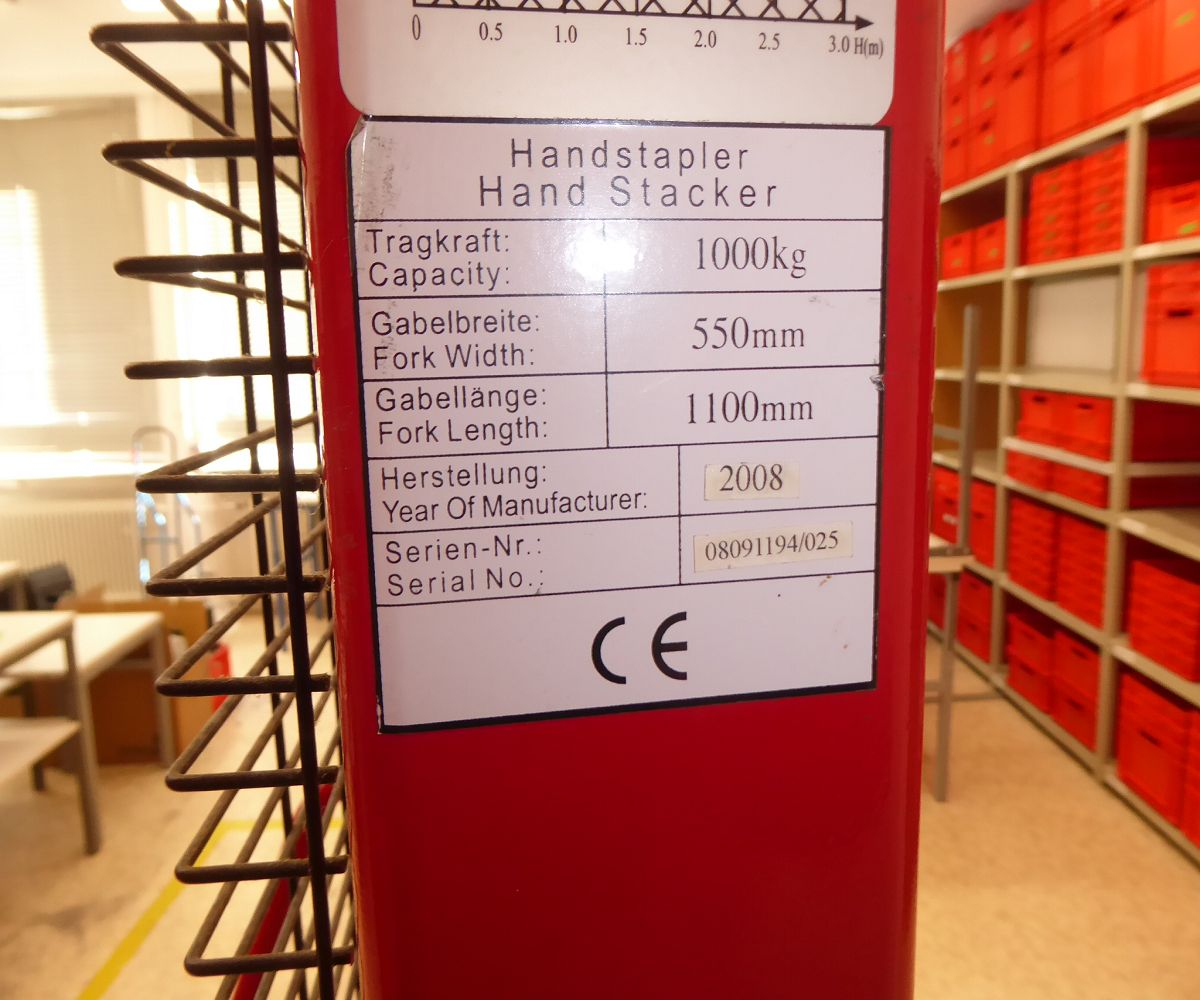 0 0.5 1.0 1.5 2.0 2.5 3.0 H(m)
Handstapler
Hand Stacker
Tragkraft:
Capacity:
1000kg
Gabelbreite:
Fork Width:
550mm
Gabellänge:
Fork Length:
1100mm
Herstellung:
Year Of Manufacturer:
2008
Serien-Nr.:
Serial No.:
08091194/025
CE